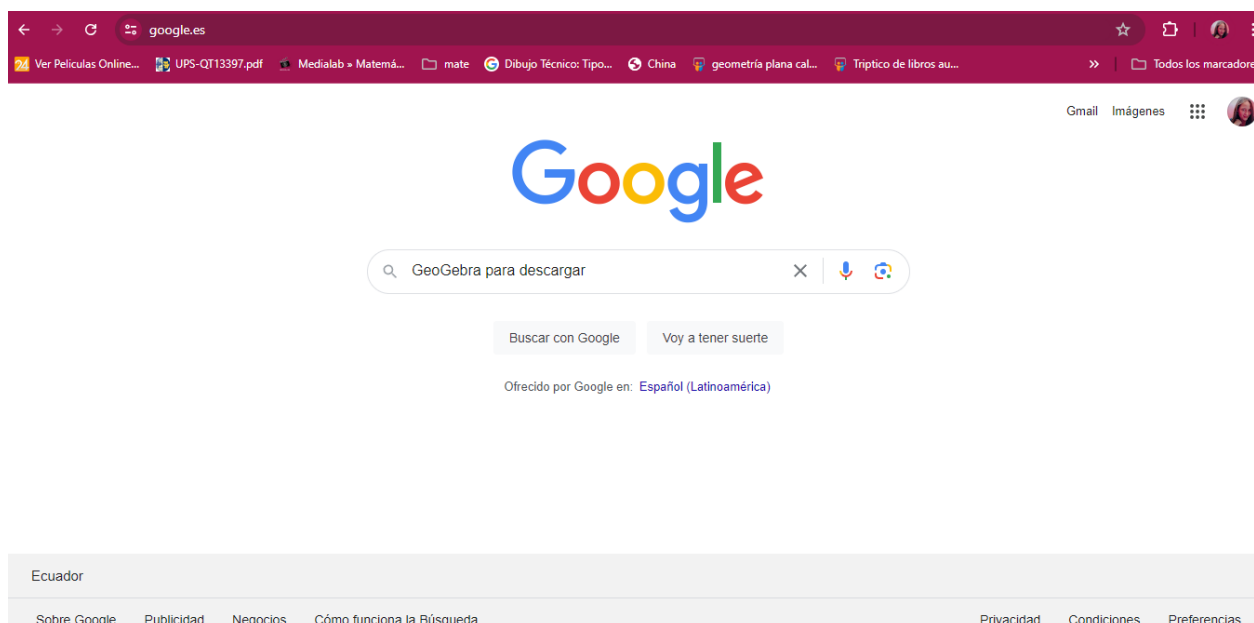 google.es
Ver Peliculas Online... UPS-QT13397.pdf Medialab » Matemá... mate Dibujo Técnico: Tipo... China geometría plana cal... Triptico de libros au... » Todos los marcadore
Gmail Imágenes
Google
GeoGebra para descargar
Buscar con Google Voy a tener suerte
Ofrecido por Google en: Español (Latinoamérica)
Ecuador
Sobre Google Publicidad Negocios Cómo funciona la Búsqueda Privacidad Condiciones Preferencias